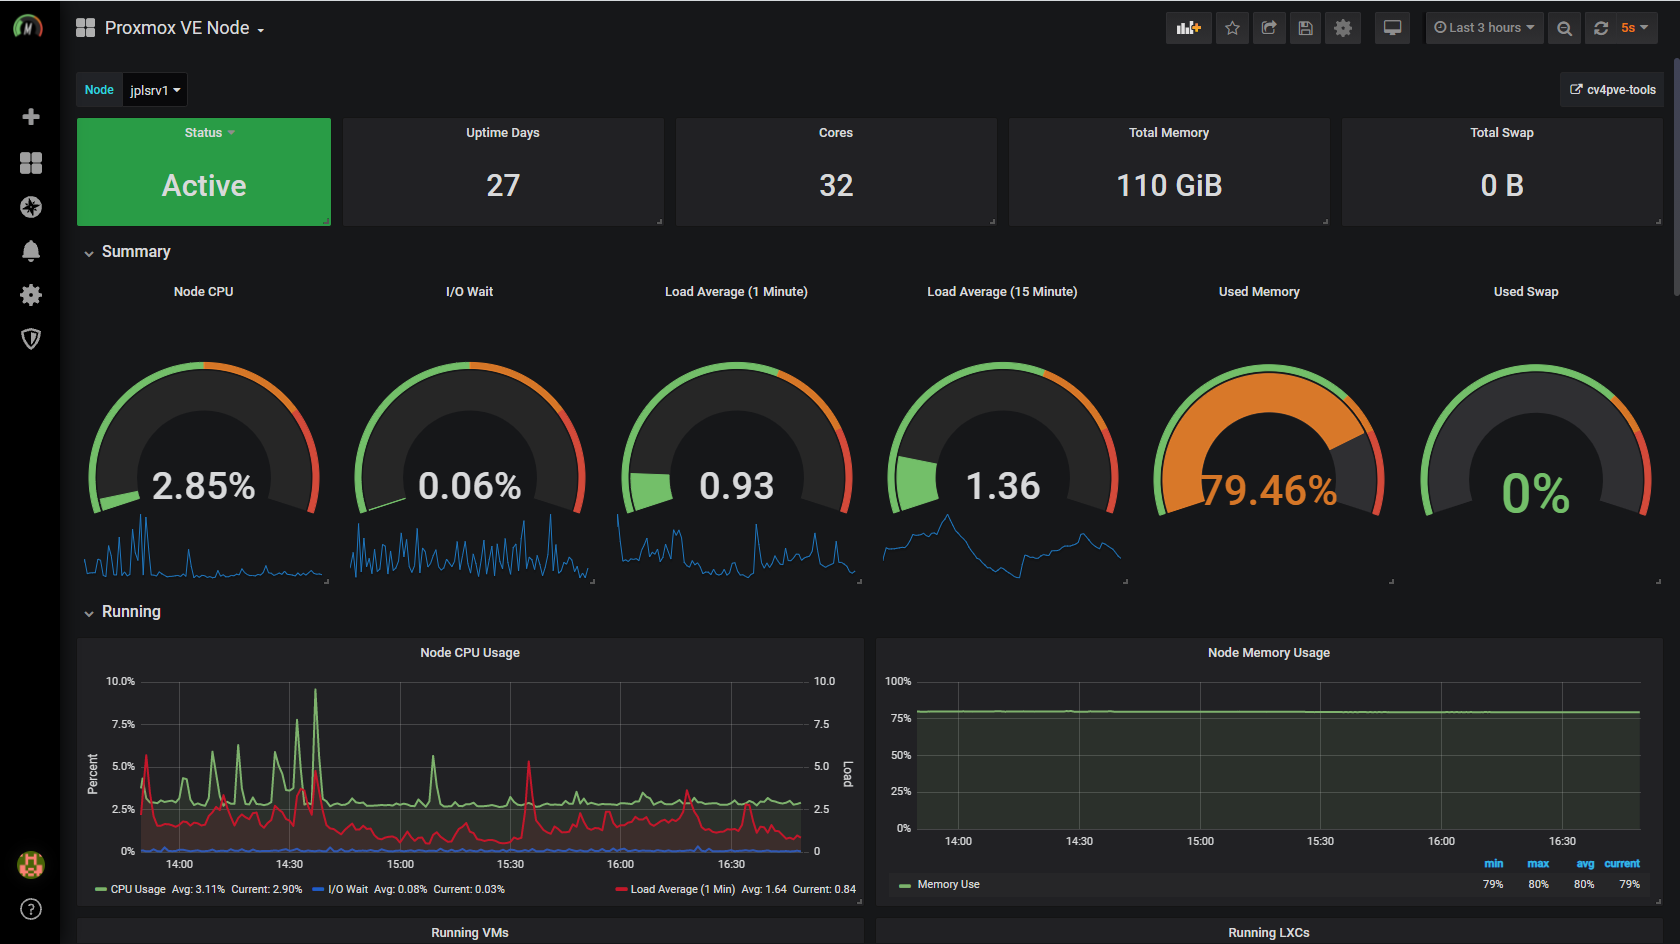 Proxmox VE Node
Last 3 hours
5s
Node jplsrv1
cv4pve-tools
Status
Active
Uptime Days
27
Cores
32
Total Memory
110 GiB
Total Swap
0 B
Summary
Node CPU
I/O Wait
Load Average (1 Minute)
Load Average (15 Minute)
Used Memory
Used Swap
2.85%
0.06%
0.93
1.36
79.46%
0%
Running
Node CPU Usage
10.0%
7.5%
5.0%
2.5%
0%
Percent
10.0
7.5
5.0
2.5
0
Load
14:00 14:30 15:00 15:30 16:00 16:30
CPU Usage Avg: 3.11% Current: 2.90% I/O Wait Avg: 0.08% Current: 0.03% Load Average (1 Min) Avg: 1.64 Current: 0.84
Node Memory Usage
100%
75%
50%
25%
0%
14:00 14:30 15:00 15:30 16:00 16:30
min max avg current
Memory Use 79% 80% 80% 79%
Running VMs
Running LXCs